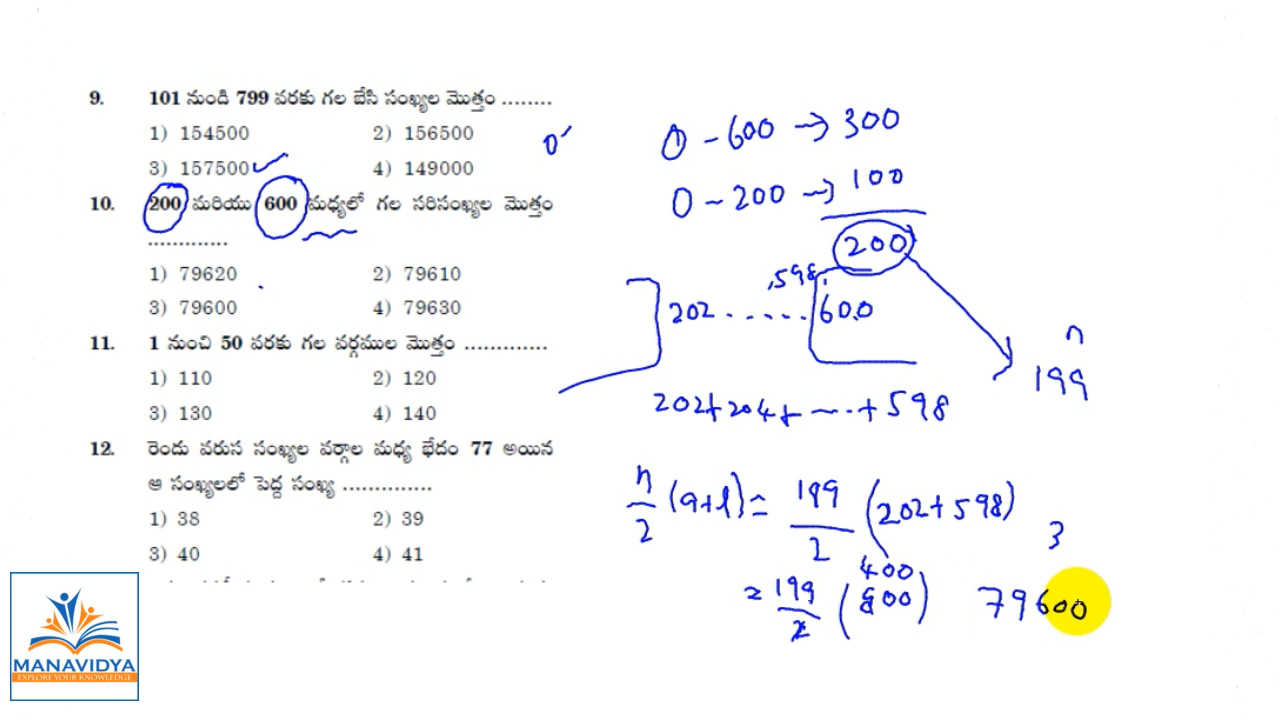 9. 101 నుండి 799 వరకు గల బేసి సంఖ్యల మొత్తం ........
1) 154500 2) 156500
3) 157500 4) 149000
10. 200 మరియు 600 మధ్యలో గల సరిసంఖ్యల మొత్తం
.............
1) 79620 2) 79610
3) 79600 4) 79630
11. 1 నుంచి 50 వరకు గల వర్గముల మొత్తం .............
1) 110 2) 120
3) 130 4) 140
12. రెండు వరుస సంఖ్యల వర్గాల మధ్య భేదం 77 అయిన
ఆ సంఖ్యలలో పెద్ద సంఖ్య ..............
1) 38 2) 39
3) 40 4) 41
0 - 600 → 300
0 - 200 → 100
200
, 598,
202 ...... 600
n
199
202 + 204 + ---. + 598
n/2 (a+l) = 199/2 (202 + 598)
3
400
= 199/2 (800) 79600
MANAVIDYA
EXPLORE YOUR KNOWLEDGE